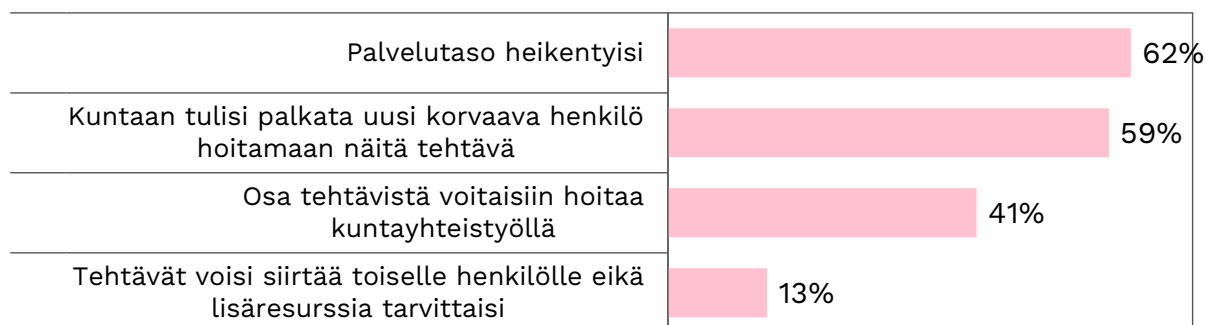 Palvelutaso heikentyisi
62%
Kuntaan tulisi palkata uusi korvaava henkilö
hoitamaan näitä tehtävä
59%
Osa tehtävistä voitaisiin hoitaa
kuntayhteistyöllä
41%
Tehtävät voisi siirtää toiselle henkilölle eikä
lisäresurssia tarvittaisi
13%